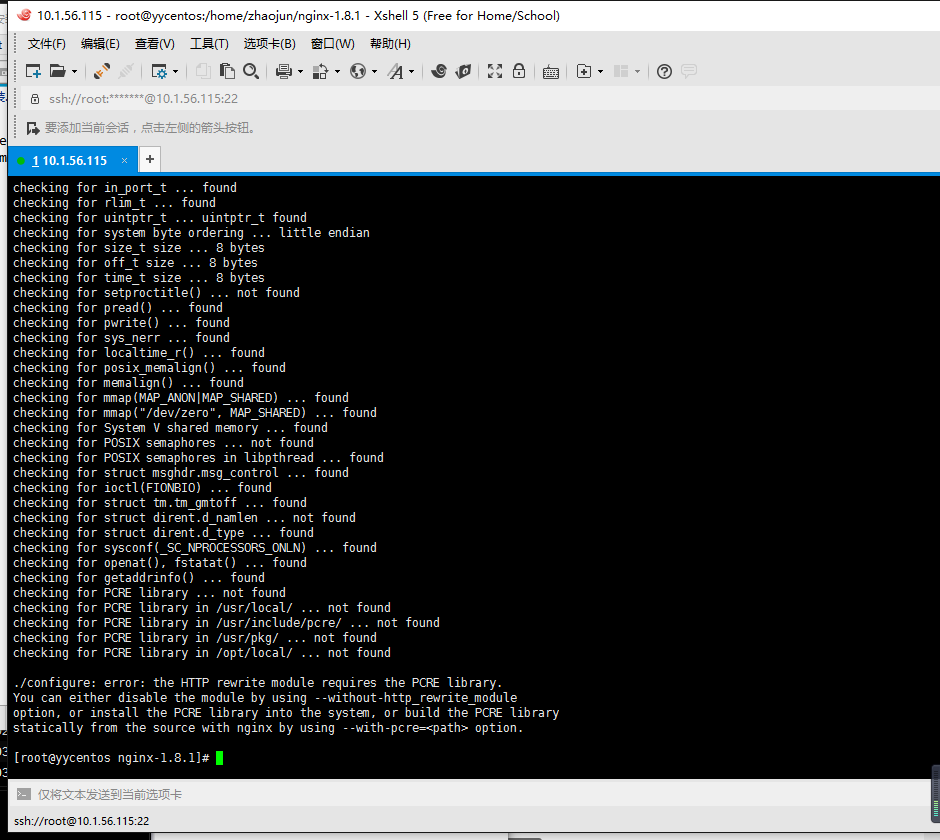 10.1.56.115 - root@yycentos:/home/zhaojun/nginx-1.8.1 - Xshell 5 (Free for Home/School)
文件(F) 编辑(E) 查看(V) 工具(T) 选项卡(B) 窗口(W) 帮助(H)
ssh://root:*******@10.1.56.115:22
要添加当前会话，点击左侧的箭头按钮。
1 10.1.56.115 × +
checking for in_port_t ... found
checking for rlim_t ... found
checking for uintptr_t ... uintptr_t found
checking for system byte ordering ... little endian
checking for size_t size ... 8 bytes
checking for off_t size ... 8 bytes
checking for time_t size ... 8 bytes
checking for setproctitle() ... not found
checking for pread() ... found
checking for pwrite() ... found
checking for sys_nerr ... found
checking for localtime_r() ... found
checking for posix_memalign() ... found
checking for memalign() ... found
checking for mmap(MAP_ANON|MAP_SHARED) ... found
checking for mmap("/dev/zero", MAP_SHARED) ... found
checking for System V shared memory ... found
checking for POSIX semaphores ... not found
checking for POSIX semaphores in libpthread ... found
checking for struct msghdr.msg_control ... found
checking for ioctl(FIONBIO) ... found
checking for struct tm.tm_gmtoff ... found
checking for struct dirent.d_namlen ... not found
checking for struct dirent.d_type ... found
checking for sysconf(_SC_NPROCESSORS_ONLN) ... found
checking for openat(), fstatat() ... found
checking for getaddrinfo() ... found
checking for PCRE library ... not found
checking for PCRE library in /usr/local/ ... not found
checking for PCRE library in /usr/include/pcre/ ... not found
checking for PCRE library in /usr/pkg/ ... not found
checking for PCRE library in /opt/local/ ... not found
./configure: error: the HTTP rewrite module requires the PCRE library.
You can either disable the module by using --without-http_rewrite_module
option, or install the PCRE library into the system, or build the PCRE library
statically from the source with nginx by using --with-pcre=<path> option.
[root@yycentos nginx-1.8.1]#
仅将文本发送到当前选项卡
ssh://root@10.1.56.115:22